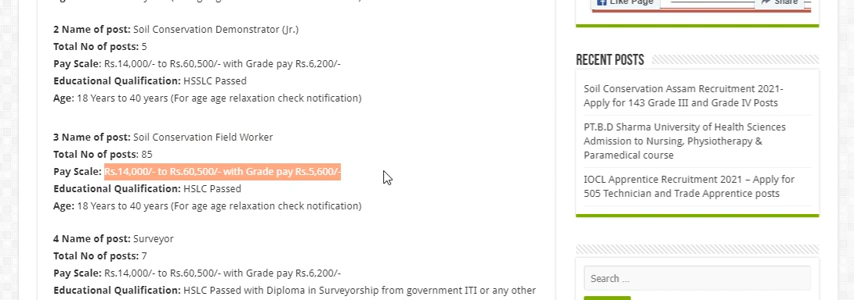 2 Name of post: Soil Conservation Demonstrator (Jr.)
Total No of posts: 5
Pay Scale: Rs.14,000/- to Rs.60,500/- with Grade pay Rs.6,200/-
Educational Qualification: HSSLC Passed
Age: 18 Years to 40 years (For age age relaxation check notification)
3 Name of post: Soil Conservation Field Worker
Total No of posts: 85
Pay Scale: Rs.14,000/- to Rs.60,500/- with Grade pay Rs.5,600/-
Educational Qualification: HSLC Passed
Age: 18 Years to 40 years (For age age relaxation check notification)
4 Name of post: Surveyor
Total No of posts: 7
Pay Scale: Rs.14,000/- to Rs.60,500/- with Grade pay Rs.6,200/-
Educational Qualification: HSLC Passed with Diploma in Surveyorship from government ITI or any other
Like Page
Share
RECENT POSTS
Soil Conservation Assam Recruitment 2021-
Apply for 143 Grade III and Grade IV Posts
PT.B.D Sharma University of Health Sciences
Admission to Nursing, Physiotherapy &
Paramedical course
IOCL Apprentice Recruitment 2021 – Apply for
505 Technician and Trade Apprentice posts
Search ...